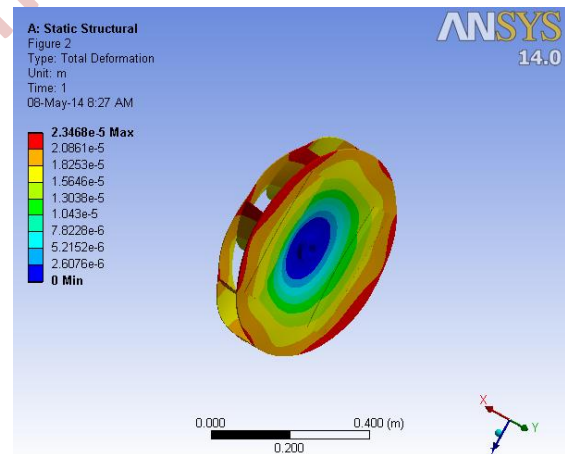 A: Static Structural
Figure 2
Type: Total Deformation
Unit: m
Time: 1
08-May-14 8:27 AM
2.3468e-5 Max
2.0861e-5
1.8253e-5
1.5646e-5
1.3038e-5
1.043e-5
7.8228e-6
5.2152e-6
2.6076e-6
0 Min
ANSYS
14.0
0.000
0.400 (m)
0.200
X
Y